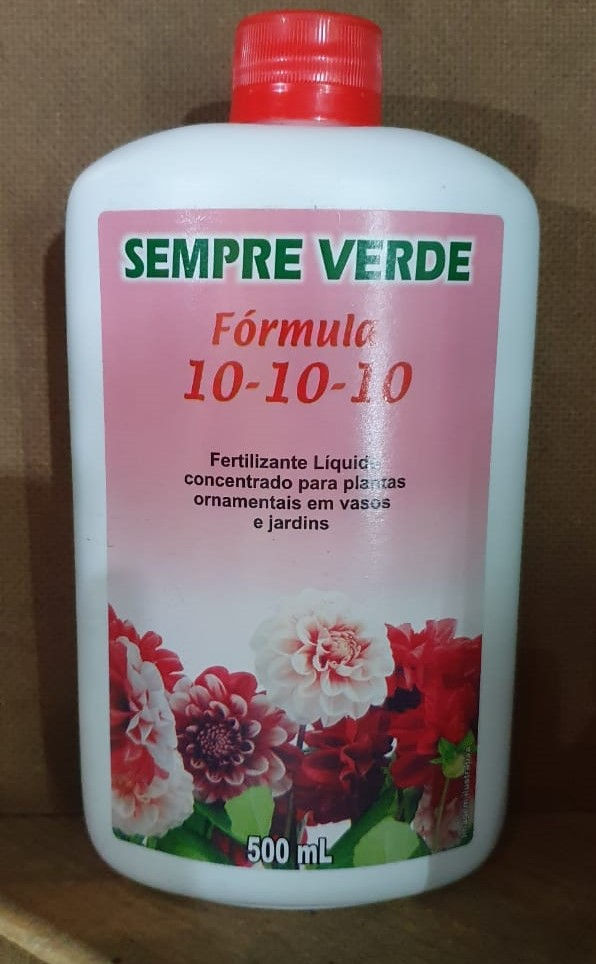 SEMPRE VERDE
Fórmula
10-10-10
Fertilizante Líquido
concentrado para plantas
ornamentais em vasos
e jardins
500 mL